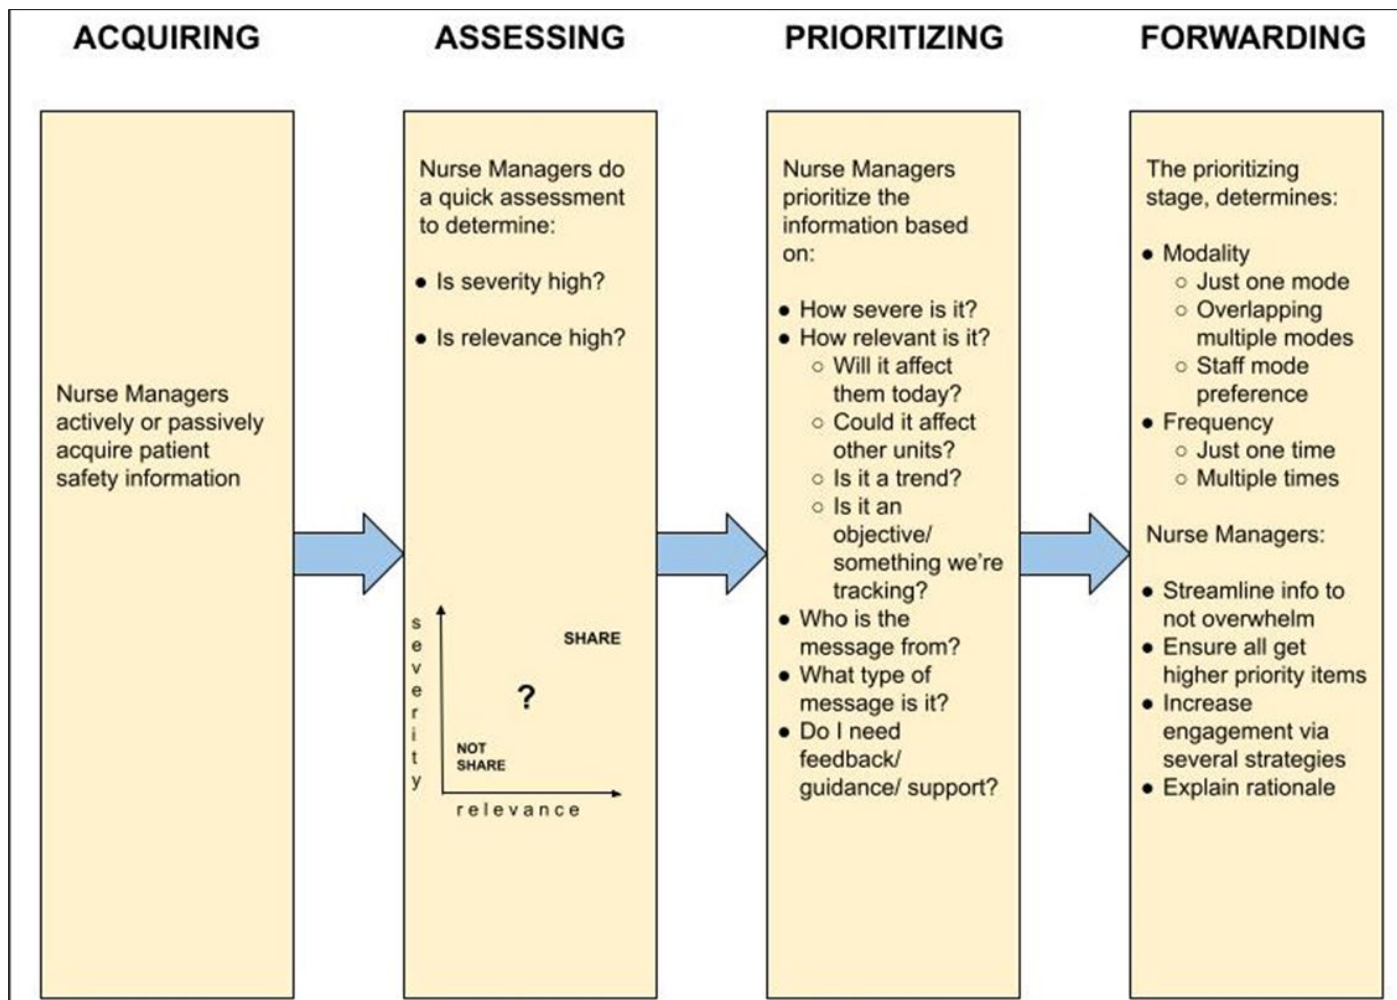 ACQUIRING
ASSESSING
PRIORITIZING
FORWARDING
Nurse Managers
actively or passively
acquire patient
safety information
Nurse Managers do
a quick assessment
to determine:
● Is severity high?
● Is relevance high?
severity
SHARE
?
NOT
SHARE
relevance
Nurse Managers
prioritize the
information based
on:
● How severe is it?
● How relevant is it?
○ Will it affect
them today?
○ Could it affect
other units?
○ Is it a trend?
○ Is it an
objective/
something we're
tracking?
● Who is the
message from?
● What type of
message is it?
● Do I need
feedback/
guidance/ support?
The prioritizing
stage, determines:
● Modality
○ Just one mode
○ Overlapping
multiple modes
○ Staff mode
preference
● Frequency
○ Just one time
○ Multiple times
Nurse Managers:
● Streamline info to
not overwhelm
● Ensure all get
higher priority items
● Increase
engagement via
several strategies
● Explain rationale